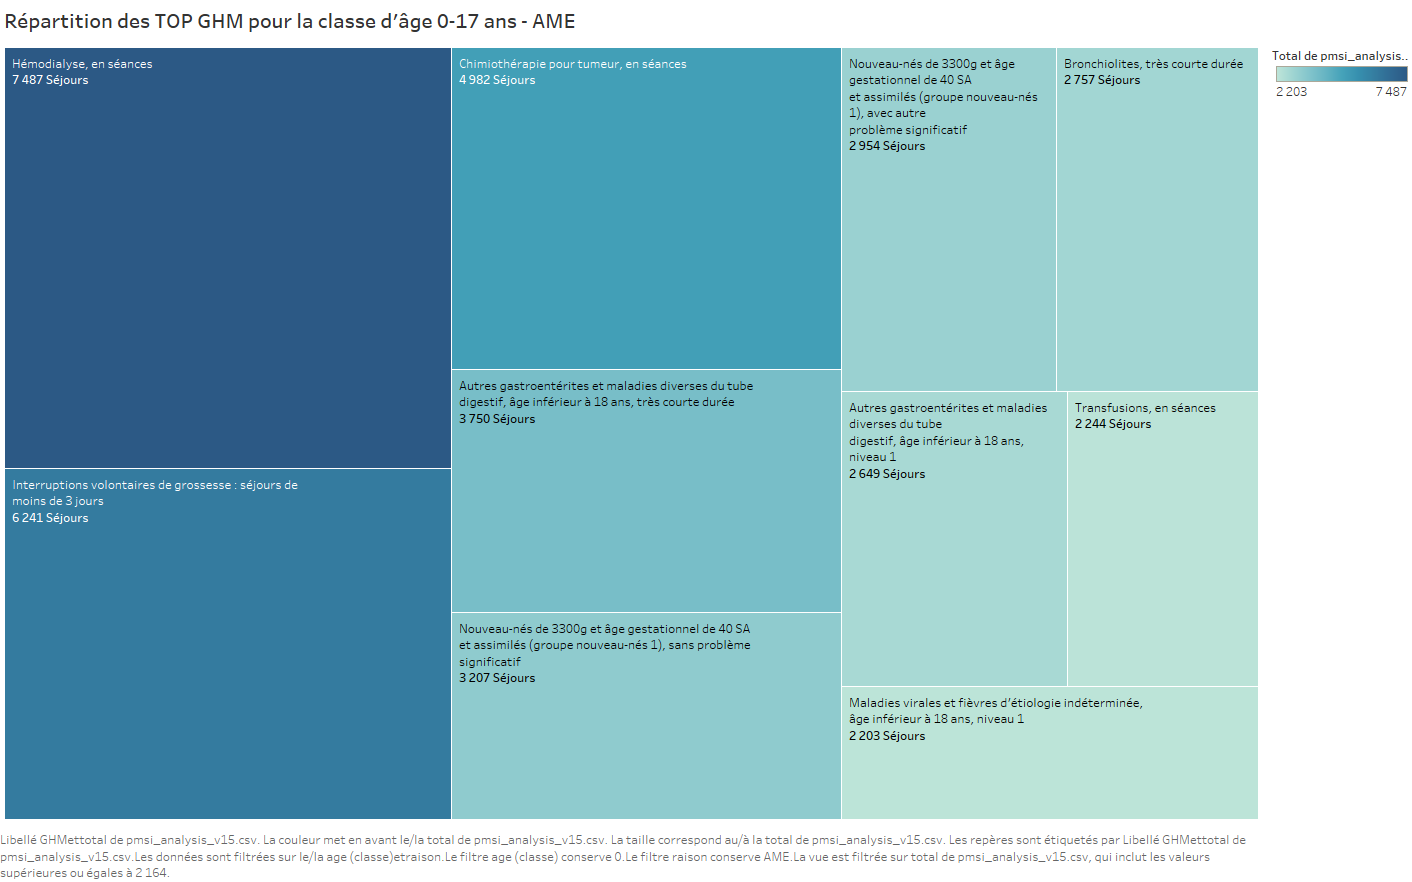 Répartition des TOP GHM pour la classe d’âge 0-17 ans - AME
Hémodialyse, en séances
7 487 Séjours
Interruptions volontaires de grossesse : séjours de
moins de 3 jours
6 241 Séjours
Chimiothérapie pour tumeur, en séances
4 982 Séjours
Autres gastroentérites et maladies diverses du tube
digestif, âge inférieur à 18 ans, très courte durée
3 750 Séjours
Nouveau-nés de 3300g et âge gestationnel de 40 SA
et assimilés (groupe nouveau-nés 1), sans problème
significatif
3 207 Séjours
Nouveau-nés de 3300g et âge
gestationnel de 40 SA
et assimilés (groupe nouveau-nés
1), avec autre
problème significatif
2 954 Séjours
Bronchiolites, très courte durée
2 757 Séjours
Autres gastroentérites et maladies
diverses du tube
digestif, âge inférieur à 18 ans,
niveau 1
2 649 Séjours
Transfusions, en séances
2 244 Séjours
Maladies virales et fièvres d’étiologie indéterminée,
âge inférieur à 18 ans, niveau 1
2 203 Séjours
Total de pmsi_analysis..
2 203 7 487
Libellé GHMettotal de pmsi_analysis_v15.csv. La couleur met en avant le/la total de pmsi_analysis_v15.csv. La taille correspond au/à la total de pmsi_analysis_v15.csv. Les repères sont étiquetés par Libellé GHMettotal de
pmsi_analysis_v15.csv.Les données sont filtrées sur le/la age (classe)etraison.Le filtre age (classe) conserve 0.Le filtre raison conserve AME.La vue est filtrée sur total de pmsi_analysis_v15.csv, qui inclut les valeurs
supérieures ou égales à 2 164.